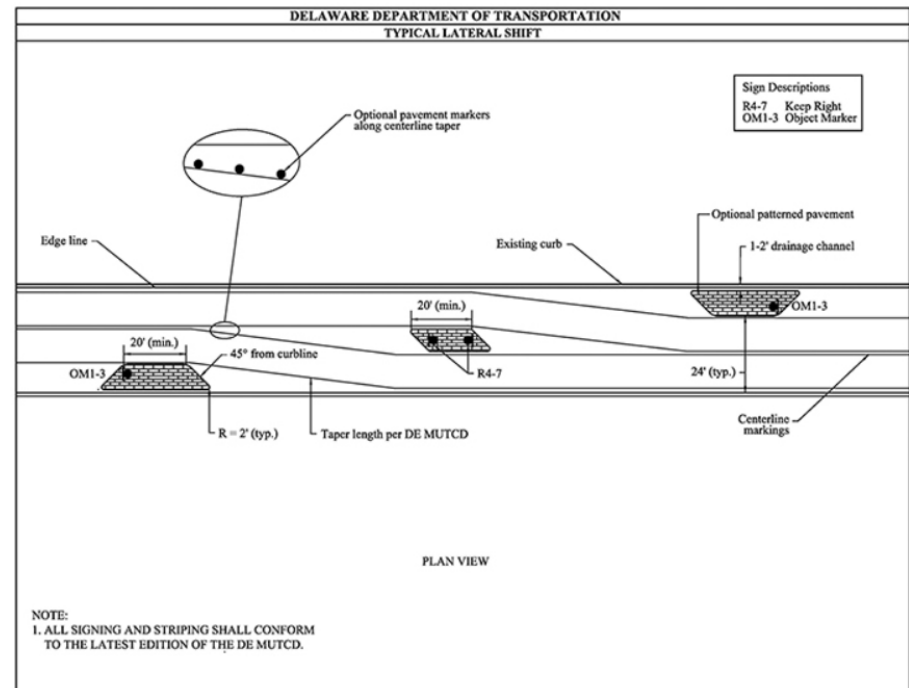 DELAWARE DEPARTMENT OF TRANSPORTATION
TYPICAL LATERAL SHIFT
Sign Descriptions
R4-7 Keep Right
OM1-3 Object Marker
Optional pavement markers
along centerline taper
Optional patterned pavement
Edge line
Existing curb
1-2' drainage channel
20' (min.)
OM1-3
20' (min.)
45° from curbline
OM1-3
R4-7
24' (typ.)
Centerline
markings
R = 2' (typ.)
Taper length per DE MUTCD
PLAN VIEW
NOTE:
1. ALL SIGNING AND STRIPING SHALL CONFORM
TO THE LATEST EDITION OF THE DE MUTCD.